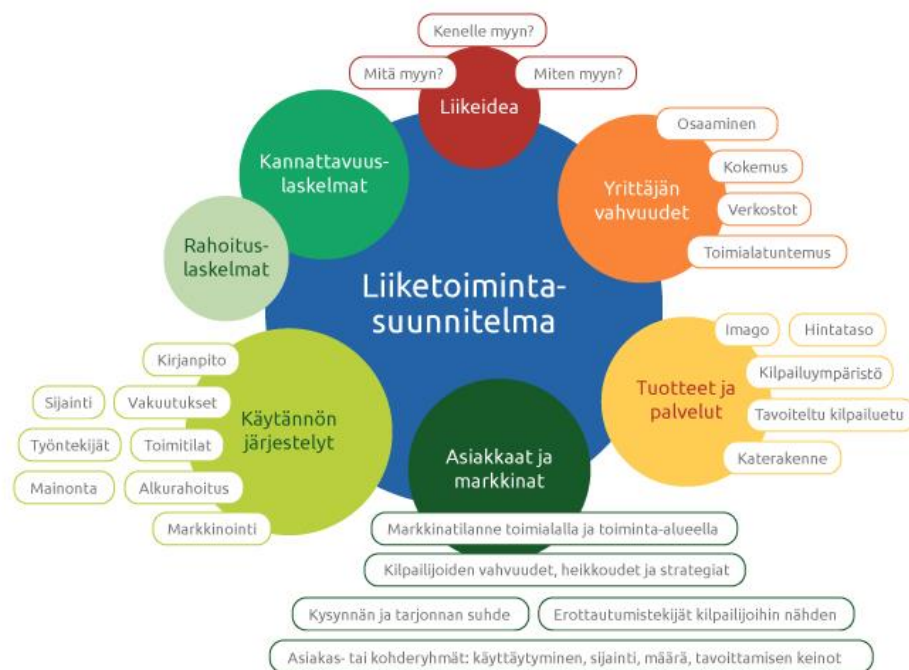 Kenelle myyn?
Mitä myyn?
Miten myyn?
Liikeidea
Osaaminen
Kokemus
Verkostot
Toimialatuntemus
Yrittäjän
vahvuudet
Kannattavuus-
laskelmat
Rahoitus-
laskelmat
Liiketoiminta-
suunnitelma
Imago
Hintataso
Kilpailuympäristö
Tavoiteltu kilpailuetu
Katerakenne
Tuotteet ja
palvelut
Kirjanpito
Sijainti
Vakuutukset
Työntekijät
Toimitilat
Mainonta
Alkurahoitus
Markkinointi
Käytännön
järjestelyt
Asiakkaat ja
markkinat
Markkinatilanne toimialalla ja toiminta-alueella
Kilpailijoiden vahvuudet, heikkoudet ja strategiat
Kysynnän ja tarjonnan suhde
Erottautumistekijät kilpailijoihin nähden
Asiakas- tai kohderyhmät: käyttäytyminen, sijainti, määrä, tavoittamisen keinot